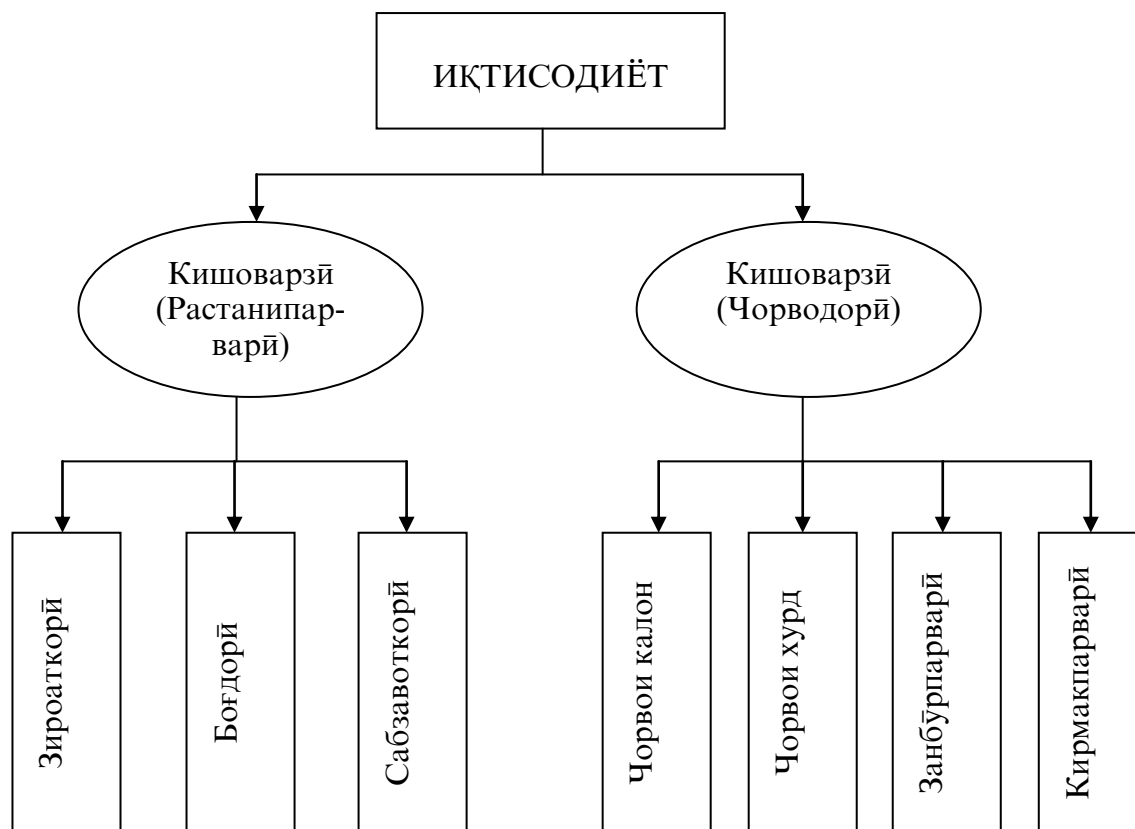 ИҚТИСОДИЁТ
Кишоварзӣ
(Растанипар-
варӣ)
Кишоварзӣ
(Чорводорӣ)
Зироаткорӣ
Боғдорӣ
Сабзавоткорӣ
Чорвои калон
Чорвои хурд
Занбӯрпарварӣ
Кирмакпарварӣ